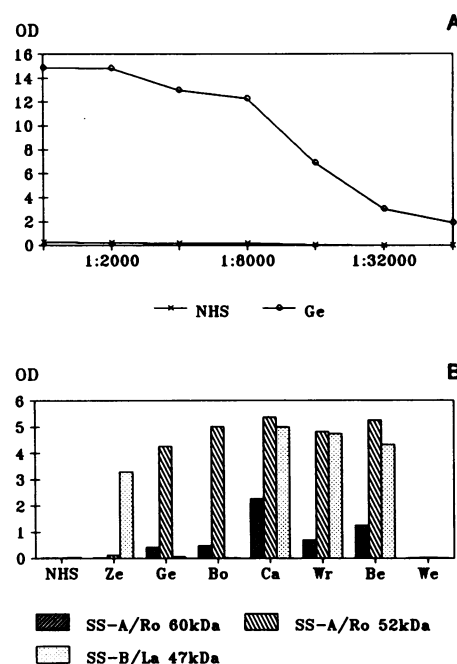 A
OD
16
14
12
10
8
6
4
2
0
1:2000 1:8000 1:32000
NHS Ge
B
OD
6
5
4
3
2
1
0
NHS Ze Ge Bo Ca Wr Be We
SS-A/Ro 60kDa SS-A/Ro 52kDa
SS-B/La 47kDa